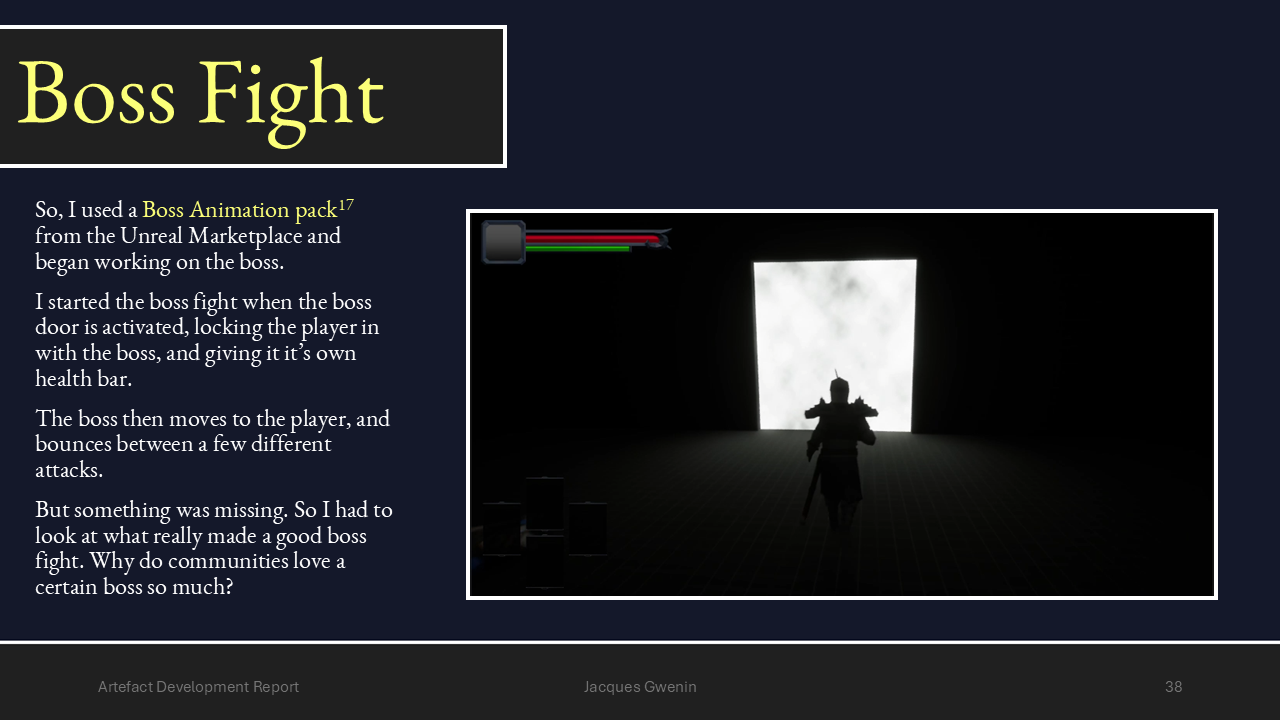 Boss Fight
So, I used a Boss Animation pack17
from the Unreal Marketplace and
began working on the boss.
I started the boss fight when the boss
door is activated, locking the player in
with the boss, and giving it it’s own
health bar.
The boss then moves to the player, and
bounces between a few different
attacks.
But something was missing. So I had to
look at what really made a good boss
fight. Why do communities love a
certain boss so much?
Artefact Development Report
Jacques Gwenin
38